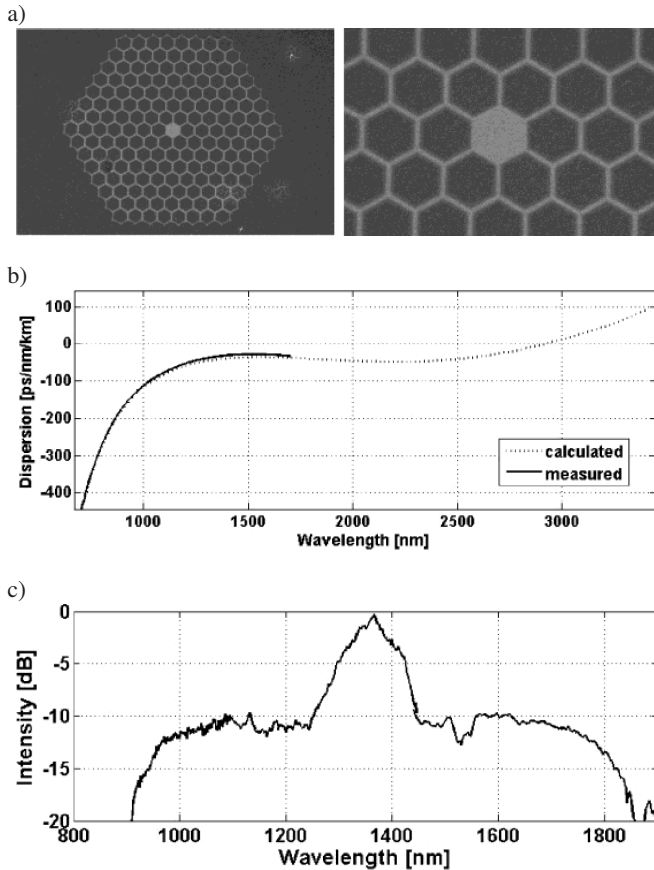 a)
b)
100
0
-100
-200
-300
-400
Dispersion [ps/nm/km]
calculated
measured
1000 1500 2000 2500 3000
Wavelength [nm]
c)
0
-5
-10
-15
-20
Intensity [dB]
800 1000 1200 1400 1600 1800
Wavelength [nm]